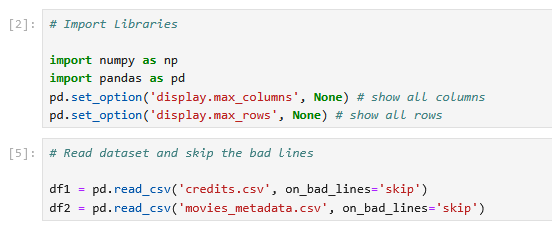 [2]: # Import Libraries
import numpy as np
import pandas as pd
pd.set_option('display.max_columns', None) # show all columns
pd.set_option('display.max_rows', None) # show all rows
[5]: # Read dataset and skip the bad lines
df1 = pd.read_csv('credits.csv', on_bad_lines='skip')
df2 = pd.read_csv('movies_metadata.csv', on_bad_lines='skip')